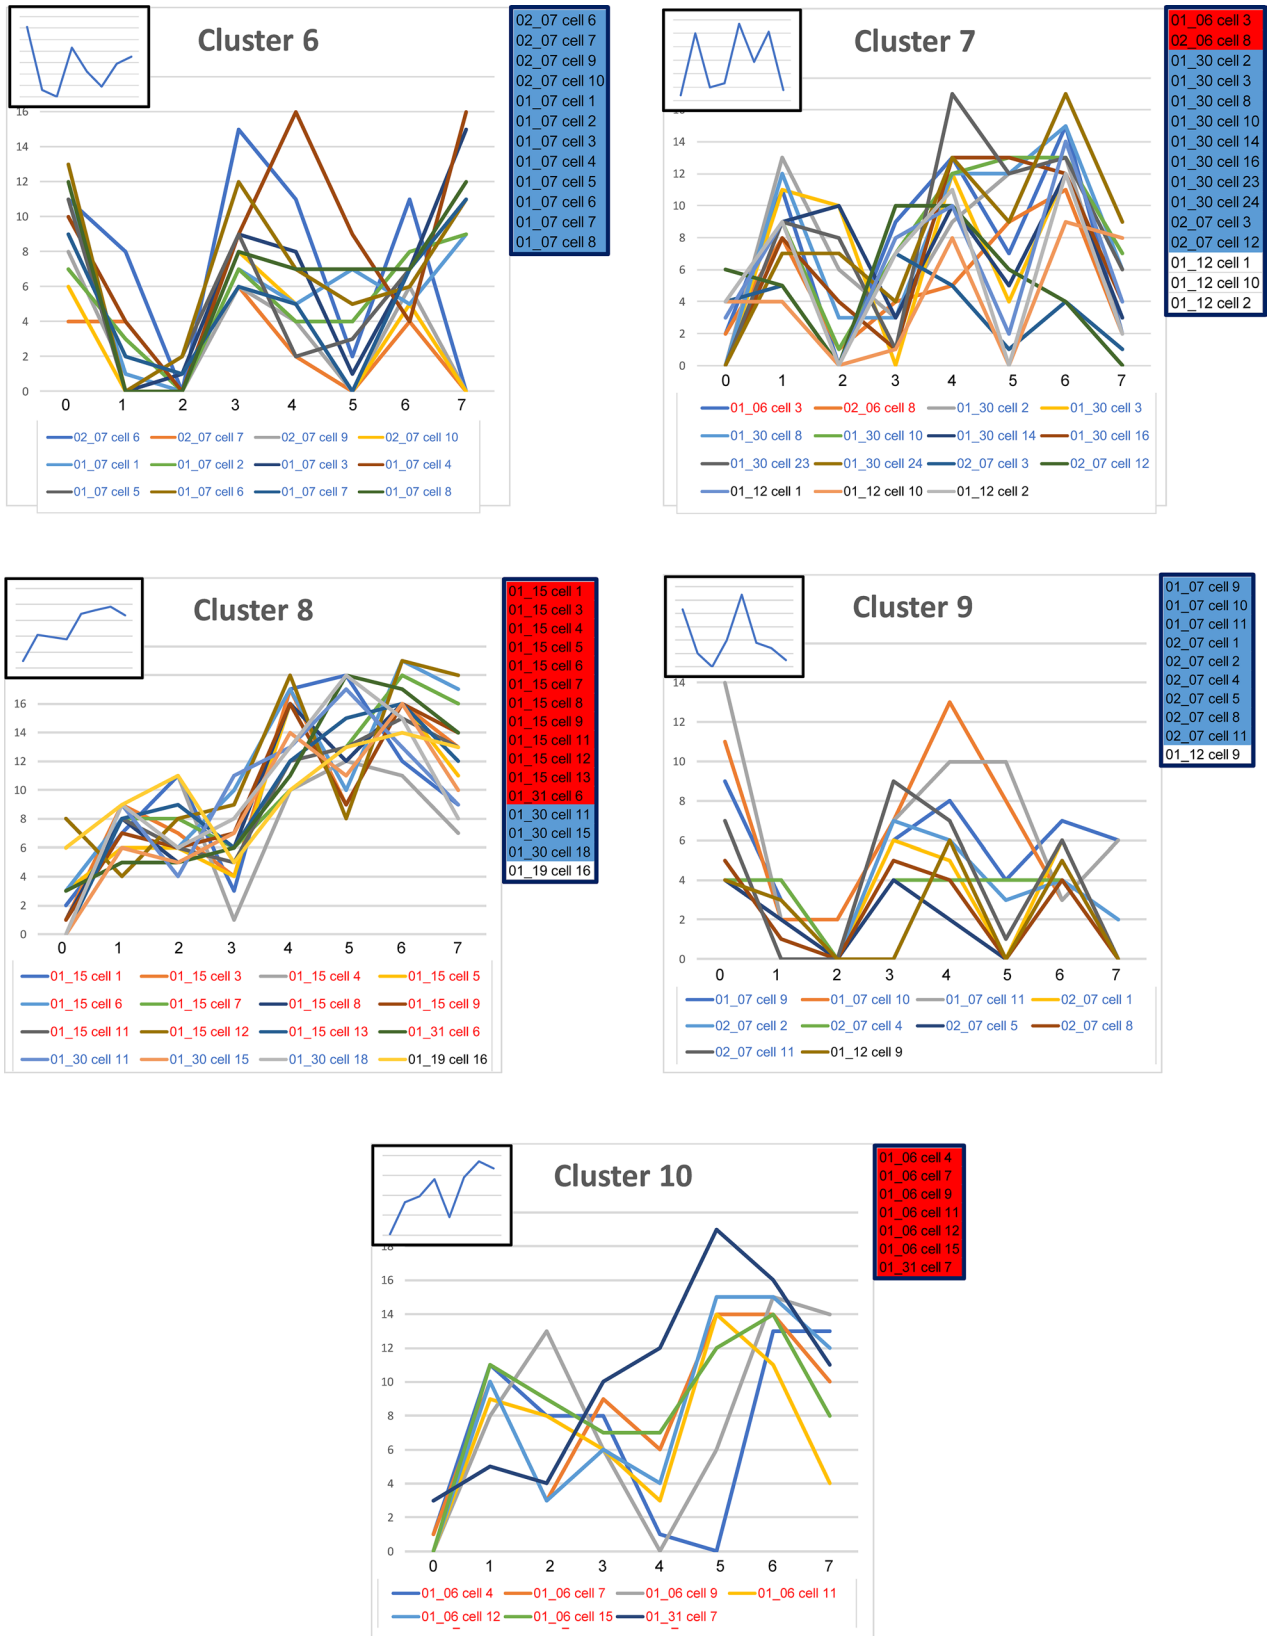 Cluster 6
02_07 cell 6
02_07 cell 7
02_07 cell 9
02_07 cell 10
01_07 cell 1
01_07 cell 2
01_07 cell 3
01_07 cell 4
01_07 cell 5
01_07 cell 6
01_07 cell 7
01_07 cell 8
16
14
12
10
8
6
4
2
0
0 1 2 3 4 5 6 7
02_07 cell 6 02_07 cell 7 02_07 cell 9 02_07 cell 10
01_07 cell 1 01_07 cell 2 01_07 cell 3 01_07 cell 4
01_07 cell 5 01_07 cell 6 01_07 cell 7 01_07 cell 8
Cluster 7
01_06 cell 3
02_06 cell 8
01_30 cell 2
01_30 cell 3
01_30 cell 8
01_30 cell 10
01_30 cell 14
01_30 cell 16
01_30 cell 23
01_30 cell 24
02_07 cell 3
02_07 cell 12
01_12 cell 1
01_12 cell 10
01_12 cell 2
14
12
10
8
6
4
2
0
0 1 2 3 4 5 6 7
01_06 cell 3 02_06 cell 8 01_30 cell 2 01_30 cell 3
01_30 cell 8 01_30 cell 10 01_30 cell 14 01_30 cell 16
01_30 cell 23 01_30 cell 24 02_07 cell 3 02_07 cell 12
01_12 cell 1 01_12 cell 10 01_12 cell 2
Cluster 8
01_15 cell 1
01_15 cell 3
01_15 cell 4
01_15 cell 5
01_15 cell 6
01_15 cell 7
01_15 cell 8
01_15 cell 9
01_15 cell 11
01_15 cell 12
01_15 cell 13
01_31 cell 6
01_30 cell 11
01_30 cell 15
01_30 cell 18
01_19 cell 16
16
14
12
10
8
6
4
2
0
0 1 2 3 4 5 6 7
01_15 cell 1 01_15 cell 3 01_15 cell 4 01_15 cell 5
01_15 cell 6 01_15 cell 7 01_15 cell 8 01_15 cell 9
01_15 cell 11 01_15 cell 12 01_15 cell 13 01_31 cell 6
01_30 cell 11 01_30 cell 15 01_30 cell 18 01_19 cell 16
Cluster 9
01_07 cell 9
01_07 cell 10
01_07 cell 11
02_07 cell 1
02_07 cell 2
02_07 cell 4
02_07 cell 5
02_07 cell 8
02_07 cell 11
01_12 cell 9
14
12
10
8
6
4
2
0
0 1 2 3 4 5 6 7
01_07 cell 9 01_07 cell 10 01_07 cell 11 02_07 cell 1
02_07 cell 2 02_07 cell 4 02_07 cell 5 02_07 cell 8
02_07 cell 11 01_12 cell 9
Cluster 10
01_06 cell 4
01_06 cell 7
01_06 cell 9
01_06 cell 11
01_06 cell 12
01_06 cell 15
01_31 cell 7
18
16
14
12
10
8
6
4
2
0
0 1 2 3 4 5 6 7
01_06 cell 4 01_06 cell 7 01_06 cell 9 01_06 cell 11
01_06 cell 12 01_06 cell 15 01_31 cell 7